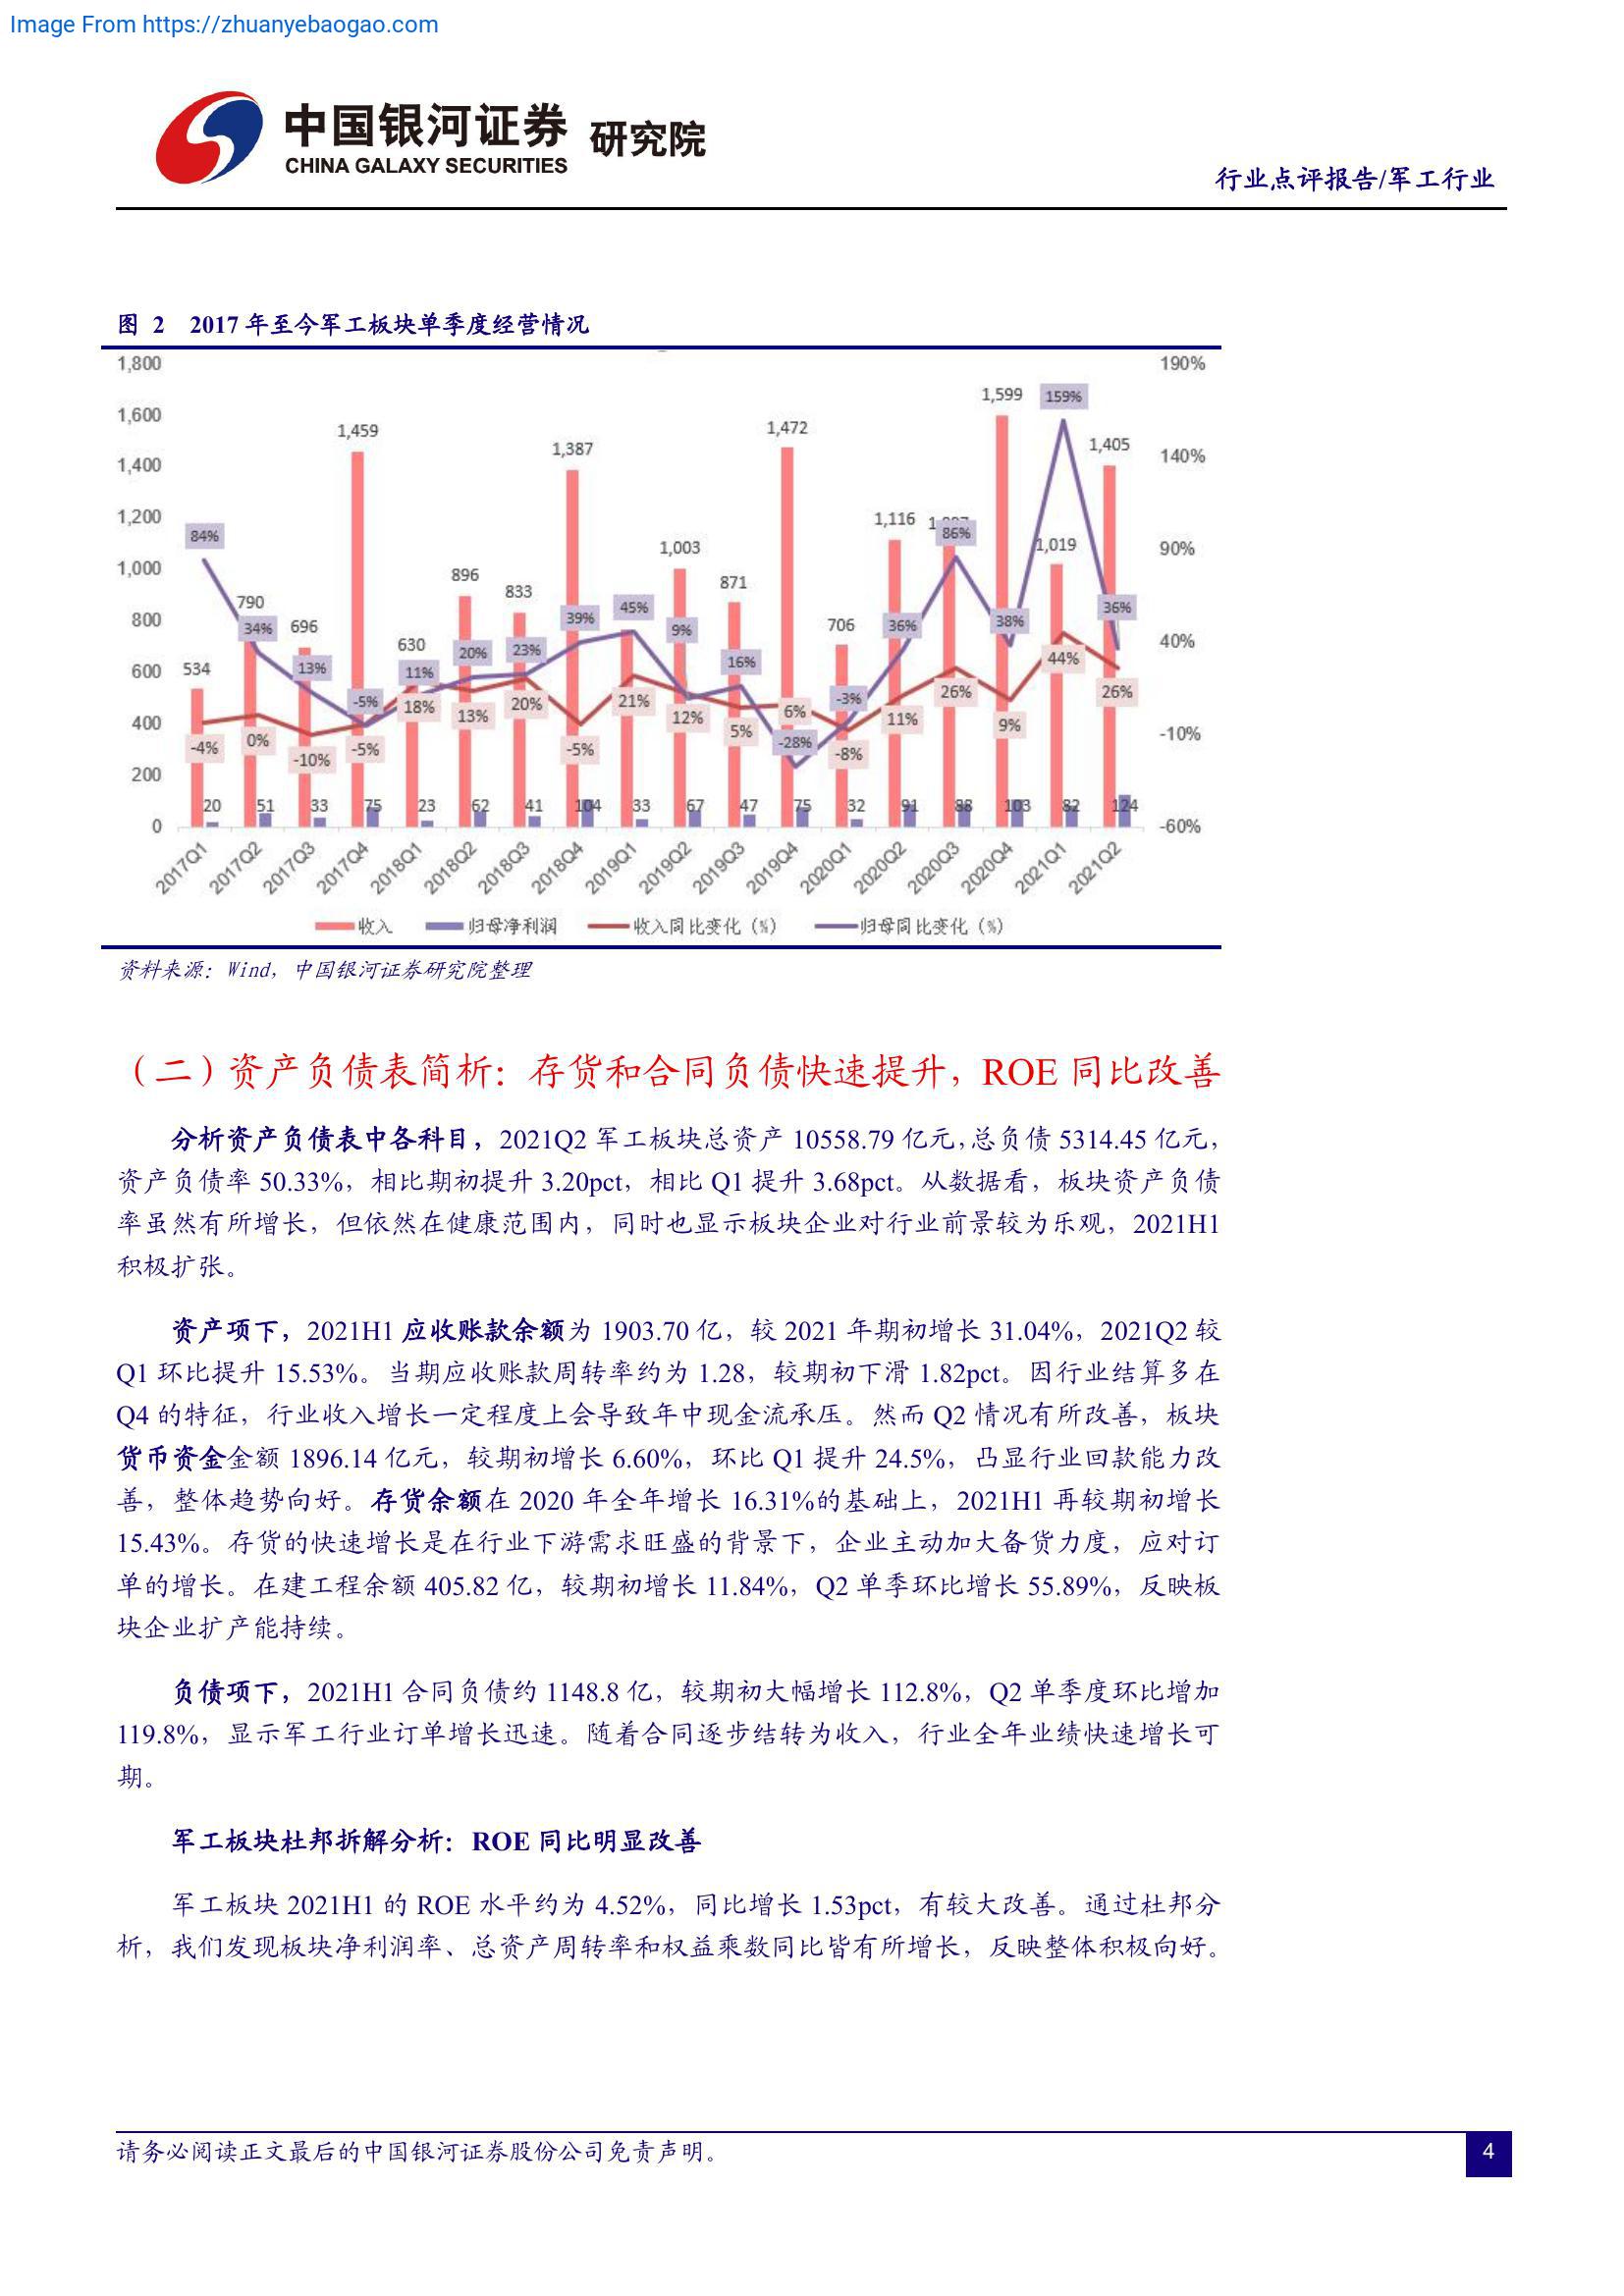 Image From https://zhuanyebaogao.com
中国银河证券 研究院
CHINA GALAXY SECURITIES
行业点评报告/军工行业
图 2 2017 年至今军工板块单季度经营情况
1,800
1,600
1,400
1,200
1,000
800
600
400
200
0
190%
140%
90%
40%
-10%
-60%
534 790 696 1,459 630 896 833 1,387 1,003 871 1,472 706 1,116 1,599 1,019 1,405
84% 34% 13% -5% 11% 20% 23% 39% 45% 9% 16% -28% -3% 36% 86% 38% 159% 36%
-4% 0% -10% -5% 18% 13% 20% -5% 21% 12% 5% 6% -8% 11% 26% 9% 44% 26%
20 51 33 75 23 62 41 104 33 67 47 75 32 91 88 103 82 124
2017Q1 2017Q2 2017Q3 2017Q4 2018Q1 2018Q2 2018Q3 2018Q4 2019Q1 2019Q2 2019Q3 2019Q4 2020Q1 2020Q2 2020Q3 2020Q4 2021Q1 2021Q2
收入 归母净利润 收入同比变化（%） 归母同比变化（%）
资料来源：Wind，中国银河证券研究院整理
（二）资产负债表简析：存货和合同负债快速提升，ROE 同比改善
分析资产负债表中各科目，2021Q2 军工板块总资产 10558.79 亿元，总负债 5314.45 亿元，
资产负债率 50.33%，相比期初提升 3.20pct，相比 Q1 提升 3.68pct。从数据看，板块资产负债
率虽然有所增长，但依然在健康范围内，同时也显示板块企业对行业前景较为乐观，2021H1
积极扩张。
资产项下，2021H1 应收账款余额为 1903.70 亿，较 2021 年期初增长 31.04%，2021Q2 较
Q1 环比提升 15.53%。当期应收账款周转率约为 1.28，较期初下滑 1.82pct。因行业结算多在
Q4 的特征，行业收入增长一定程度上会导致年中现金流承压。然而 Q2 情况有所改善，板块
货币资金金额 1896.14 亿元，较期初增长 6.60%，环比 Q1 提升 24.5%，凸显行业回款能力改
善，整体趋势向好。存货余额在 2020 年全年增长 16.31%的基础上，2021H1 再较期初增长
15.43%。存货的快速增长是在行业下游需求旺盛的背景下，企业主动加大备货力度，应对订
单的增长。在建工程余额 405.82 亿，较期初增长 11.84%，Q2 单季环比增长 55.89%，反映板
块企业扩产能持续。
负债项下，2021H1 合同负债约 1148.8 亿，较期初大幅增长 112.8%，Q2 单季度环比增加
119.8%，显示军工行业订单增长迅速。随着合同逐步结转为收入，行业全年业绩快速增长可
期。
军工板块杜邦拆解分析：ROE 同比明显改善
军工板块 2021H1 的 ROE 水平约为 4.52%，同比增长 1.53pct，有较大改善。通过杜邦分
析，我们发现板块净利润率、总资产周转率和权益乘数同比皆有所增长，反映整体积极向好。
请务必阅读正文最后的中国银河证券股份公司免责声明。
4